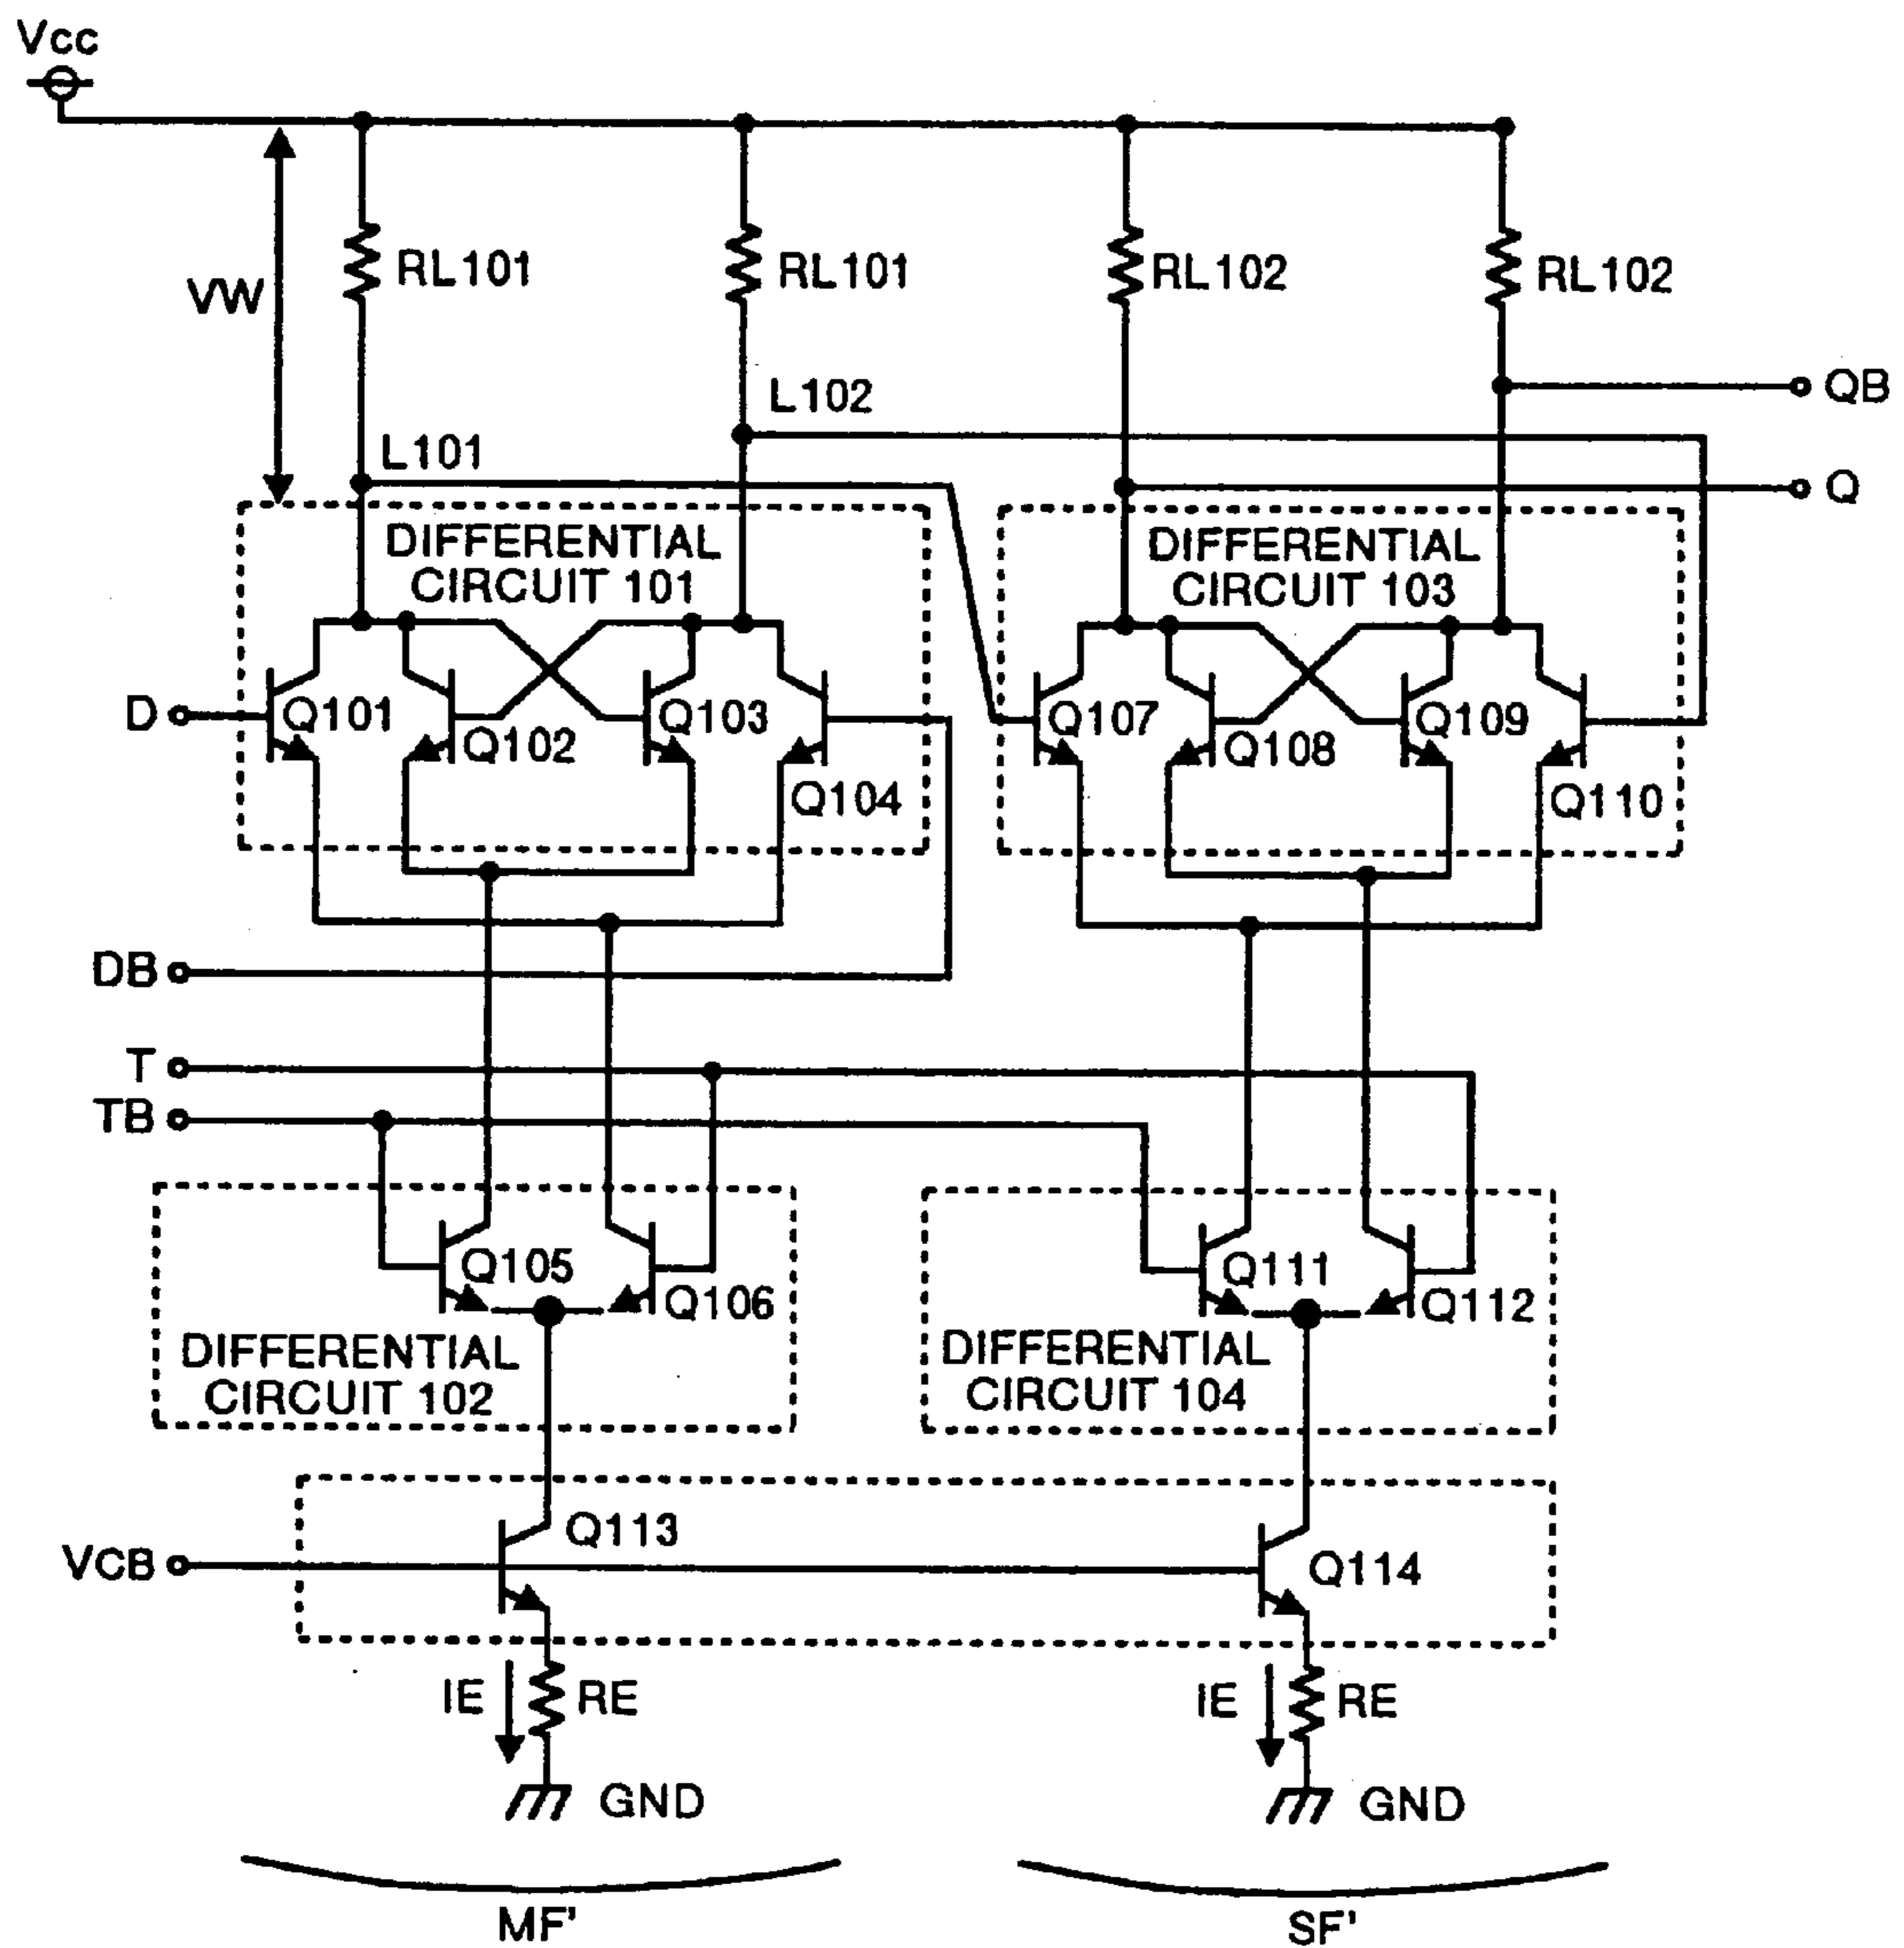 Vcc
VW
RL101
RL101
RL102
RL102
QB
L102
L101
Q
DIFFERENTIAL
CIRCUIT 101
DIFFERENTIAL
CIRCUIT 103
D
Q101
Q102
Q103
Q104
Q107
Q108
Q109
Q110
DB
T
TB
Q105
Q106
Q111
Q112
DIFFERENTIAL
CIRCUIT 102
DIFFERENTIAL
CIRCUIT 104
VCB
Q113
Q114
IE
RE
IE
RE
GND
GND
MF'
SF'